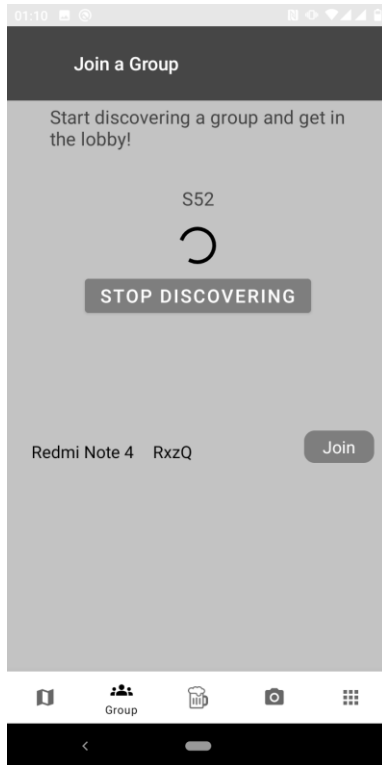 01:10
Join a Group
Start discovering a group and get in
the lobby!
S52
STOP DISCOVERING
Redmi Note 4 RxzQ Join
Group